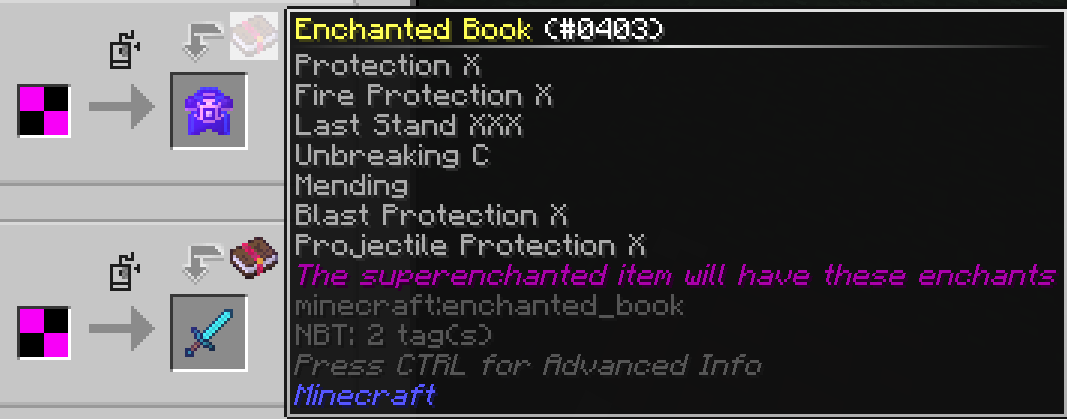 Enchanted Book (#0403)
Protection X
Fire Protection X
Last Stand XXX
Unbreaking C
Mending
Blast Protection X
Projectile Protection X
The superenchanted item will have these enchants
minecraft:enchanted_book
NBT: 2 tag(s)
Press CTRL for Advanced Info
Minecraft